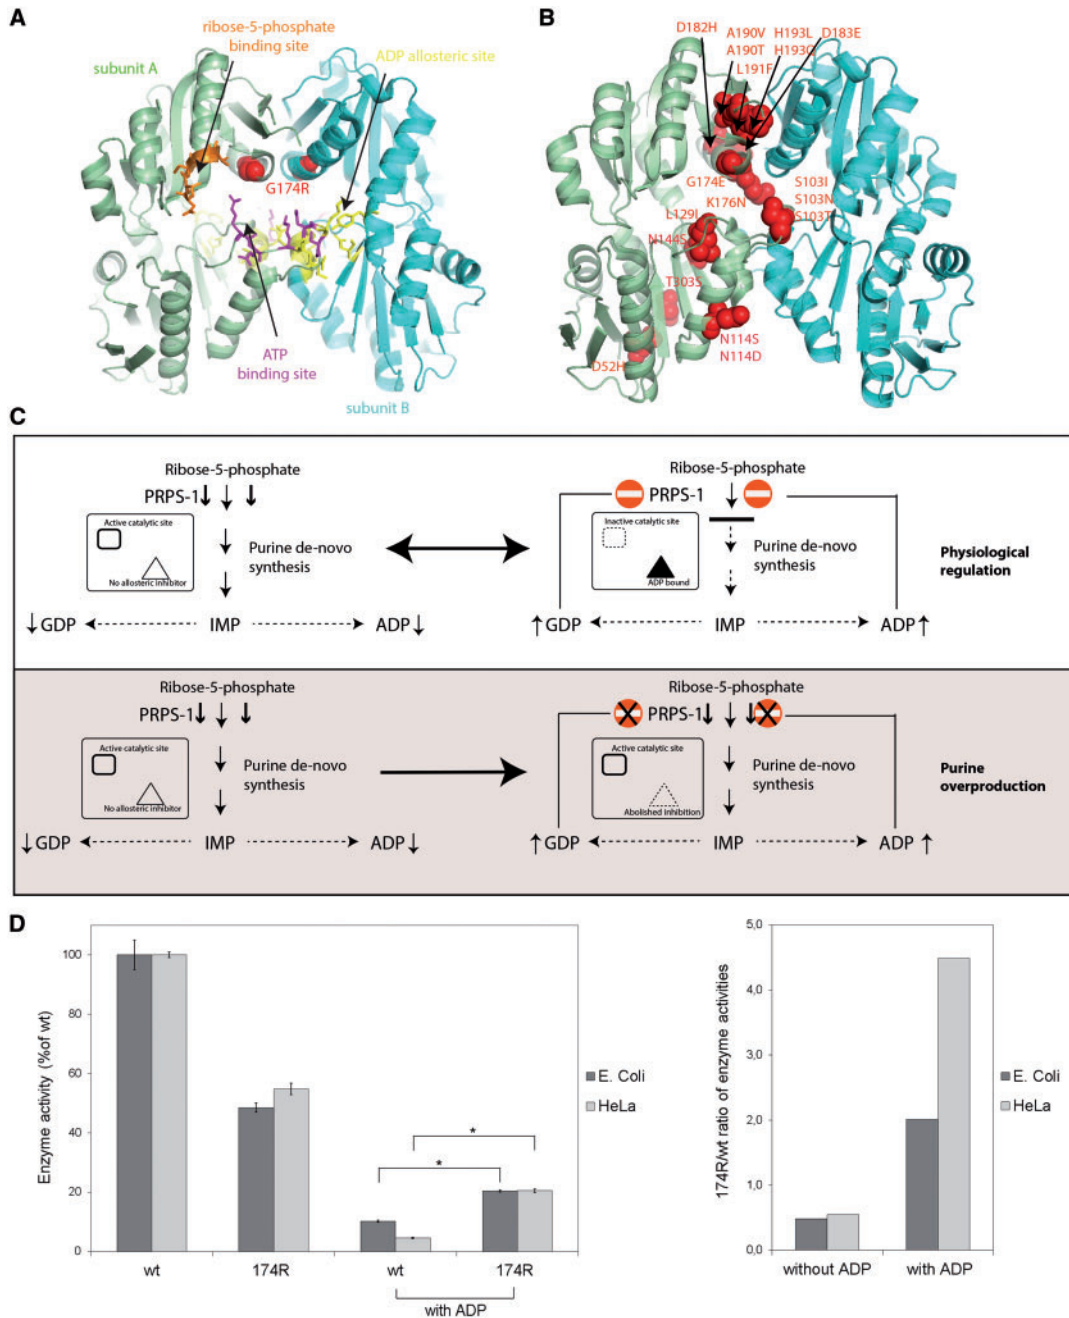 A
ribose-5-phosphate
binding site
ADP allosteric site
subunit A
G174R
ATP
binding site
subunit B
B
D182H
A190V
H193L
D183E
A190T
H193Q
L191F
G174E
K176N
S103I
S103N
S103T
L129I
N144S
T303S
N114S
N114D
D52H
C
Ribose-5-phosphate
PRPS-1
Active catalytic site
No allosteric inhibitor
Purine de-novo
synthesis
↓GDP
IMP
ADP↓
Ribose-5-phosphate
PRPS-1
Inactive catalytic site
ADP bound
Purine de-novo
synthesis
↑GDP
IMP
ADP↑
Physiological
regulation
Ribose-5-phosphate
PRPS-1
Active catalytic site
No allosteric inhibitor
Purine de-novo
synthesis
↓GDP
IMP
ADP↓
Ribose-5-phosphate
PRPS-1
Active catalytic site
Abolished inhibition
Purine de-novo
synthesis
↑GDP
IMP
ADP ↑
Purine
overproduction
D
Enzyme activity (%of wt)
100
80
60
40
20
0
*
*
wt
174R
wt
174R
with ADP
E. Coli
HeLa
174R/wt ratio of enzyme activities
5,0
4,0
3,0
2,0
1,0
0,0
without ADP
with ADP
E. Coli
HeLa